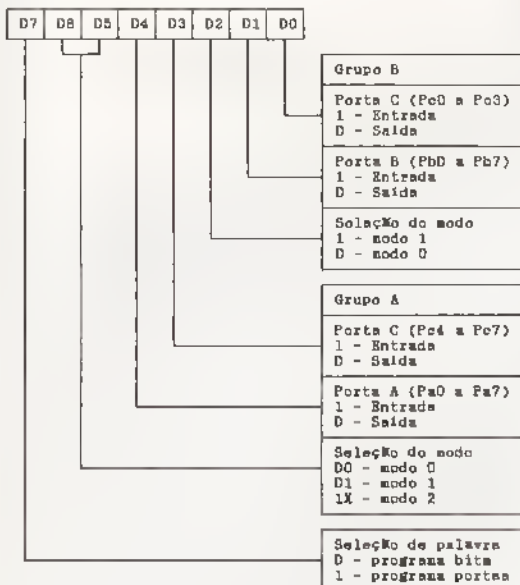 D7 D6 D5 D4 D3 D2 D1 D0
Grupo B
Porta C (Pc0 a Pc3)
1 - Entrada
0 - Saída
Porta B (Pb0 a Pb7)
1 - Entrada
0 - Saída
Seleção do modo
1 - modo 1
0 - modo 0
Grupo A
Porta C (Pc4 a Pc7)
1 - Entrada
0 - Saída
Porta A (Pa0 a Pa7)
1 - Entrada
0 - Saída
Seleção do modo
00 - modo 0
01 - modo 1
1X - modo 2
Seleção de palavra
0 - programa bits
1 - programa portas